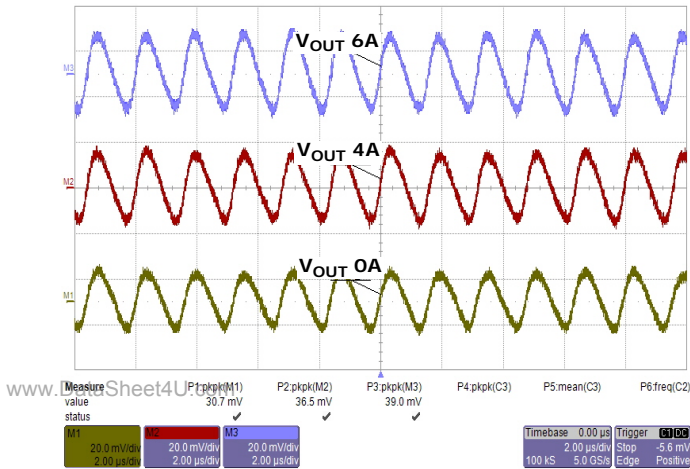 VOUT 6A
M3
VOUT 4A
M2
VOUT 0A
M1
Measure P1:pkpk(M1) P2:pkpk(M2) P3:pkpk(M3) P4:pkpk(C3) P5:mean(C3) P6:freq(C2)
www.DataSheet4U.com
value 30.7 mV 36.5 mV 39.0 mV
status ✔ ✔ ✔
M1 M2 M3 Timebase 0.00 µs Trigger C1 DC
20.0 mV/div 20.0 mV/div 20.0 mV/div 2.00 µs/div Stop -5.6 mV
2.00 µs/div 2.00 µs/div 2.00 µs/div 100 kS 5.0 GS/s Edge Positive